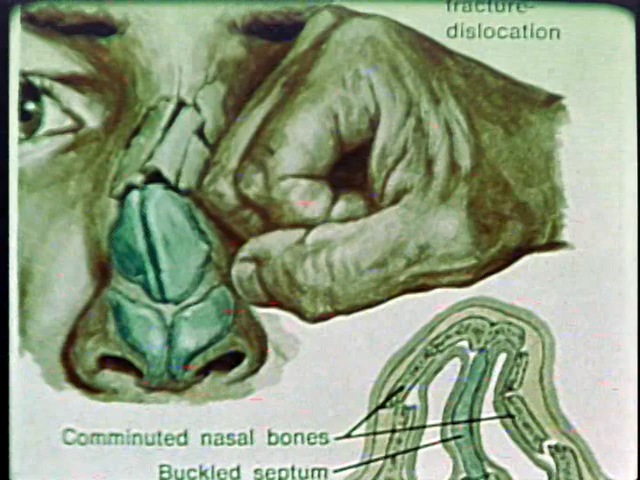 fracture-
dislocation
Comminuted nasal bones
Buckled septum